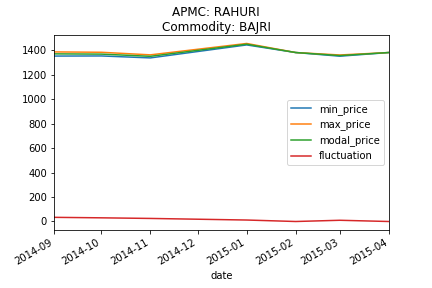 APMC: RAHURI
Commodity: BAJRI
1400
1200
1000
800
600
400
200
0
min_price
max_price
modal_price
fluctuation
2014-09
2014-10
2014-11
2014-12
2015-01
2015-02
2015-03
2015-04
date